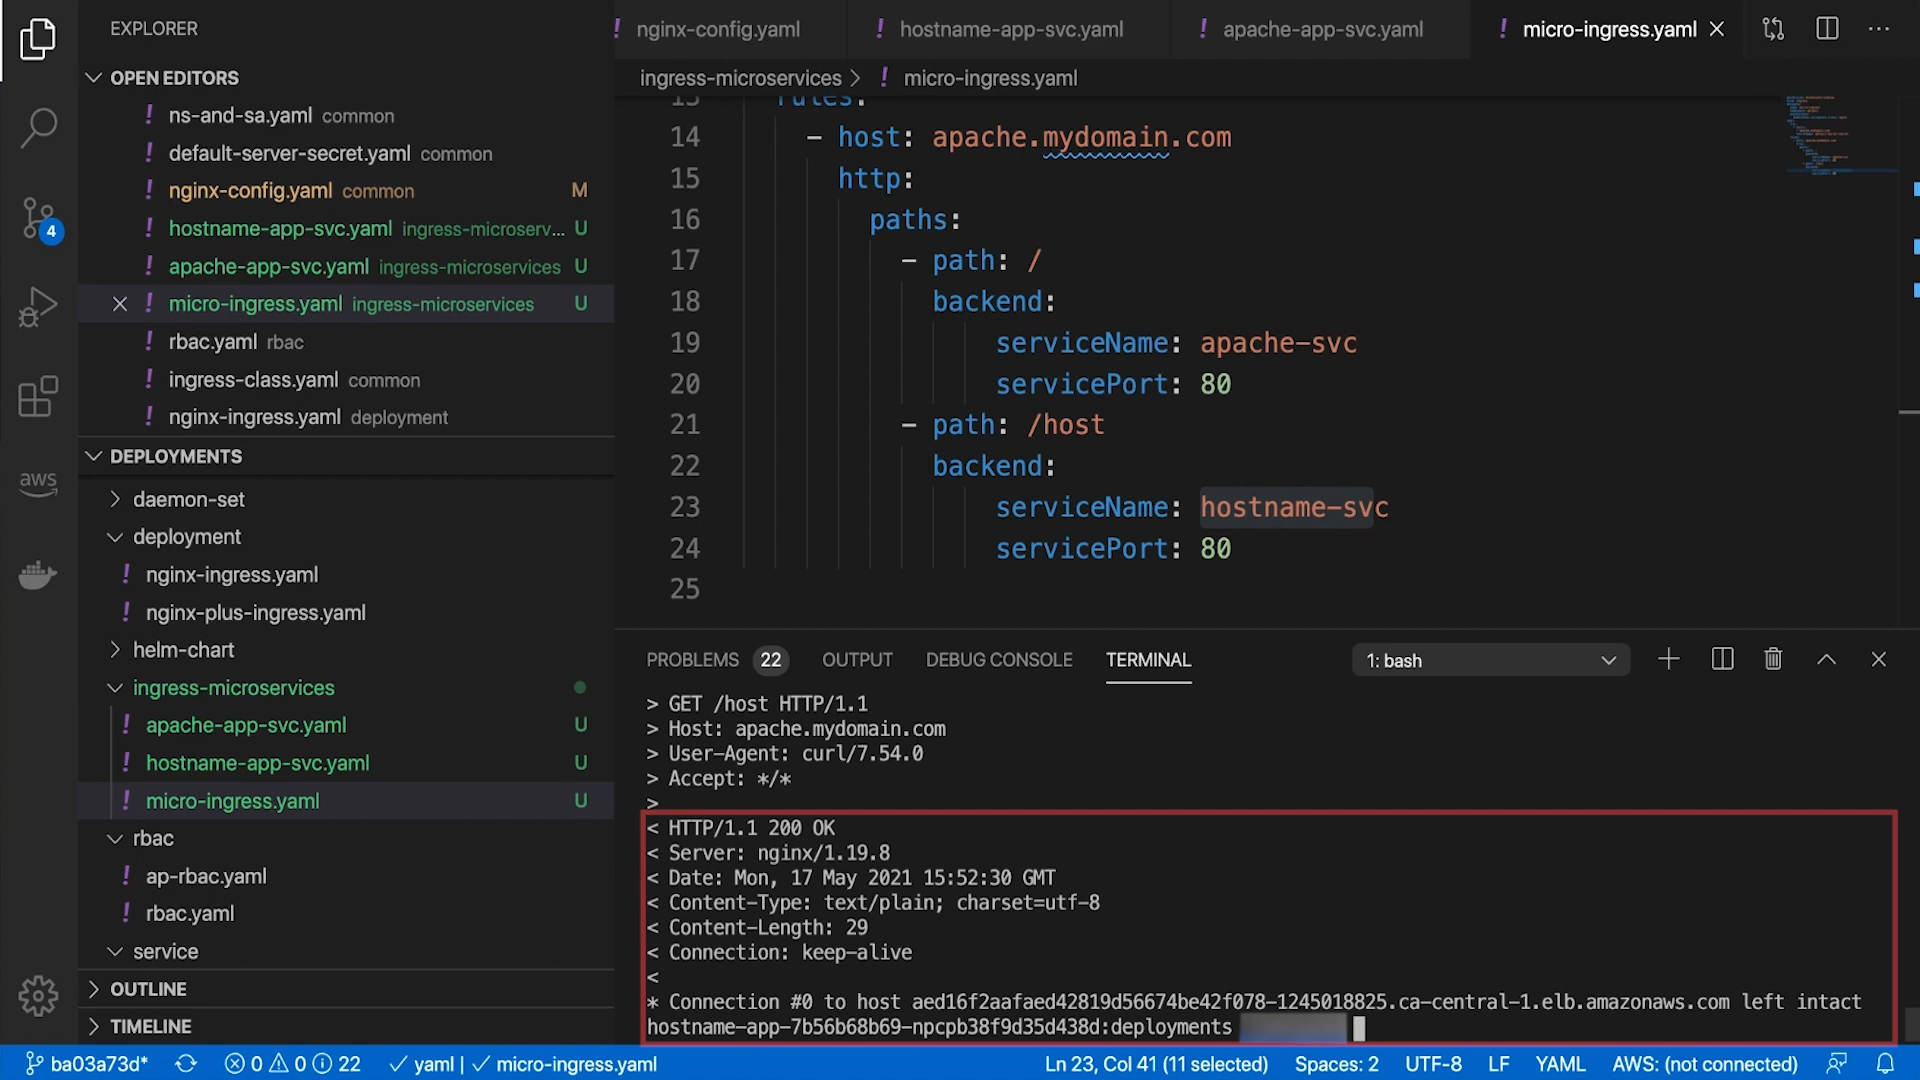 EXPLORER
OPEN EDITORS
ns-and-sa.yaml common
default-server-secret.yaml common
nginx-config.yaml common M
hostname-app-svc.yaml ingress-microserv... U
apache-app-svc.yaml ingress-microservices U
micro-ingress.yaml ingress-microservices U
rbac.yaml rbac
ingress-class.yaml common
nginx-ingress.yaml deployment
DEPLOYMENTS
daemon-set
deployment
nginx-ingress.yaml
nginx-plus-ingress.yaml
helm-chart
ingress-microservices
apache-app-svc.yaml U
hostname-app-svc.yaml U
micro-ingress.yaml U
rbac
ap-rbac.yaml
rbac.yaml
service
OUTLINE
TIMELINE
4
aws
nginx-config.yaml hostname-app-svc.yaml apache-app-svc.yaml micro-ingress.yaml
ingress-microservices > ! micro-ingress.yaml
13 rules:
14 - host: apache.mydomain.com
15 http:
16 paths:
17 - path: /
18 backend:
19 serviceName: apache-svc
20 servicePort: 80
21 - path: /host
22 backend:
23 serviceName: hostname-svc
24 servicePort: 80
25
PROBLEMS 22 OUTPUT DEBUG CONSOLE TERMINAL 1: bash
> GET /host HTTP/1.1
> Host: apache.mydomain.com
> User-Agent: curl/7.54.0
> Accept: */*
>
< HTTP/1.1 200 OK
< Server: nginx/1.19.8
< Date: Mon, 17 May 2021 15:52:30 GMT
< Content-Type: text/plain; charset=utf-8
< Content-Length: 29
< Connection: keep-alive
<
* Connection #0 to host aed16f2aafaed42819d56674be42f078-1245018825.ca-central-1.elb.amazonaws.com left intact
hostname-app-7b56b68b69-npcpb38f9d35d438d:deployments
ba03a73d* 0 0 22 yaml | micro-ingress.yaml Ln 23, Col 41 (11 selected) Spaces: 2 UTF-8 LF YAML AWS: (not connected)